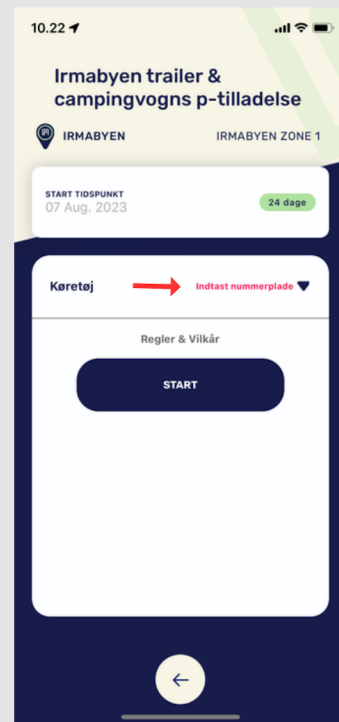 10.22
Irmabyen trailer &
campingvogns p-tilladelse
IRMABYEN
IRMABYEN ZONE 1
START TIDSPUNKT
07 Aug. 2023
24 dage
Køretøj
Indtast nummerplade
Regler & Vilkår
START